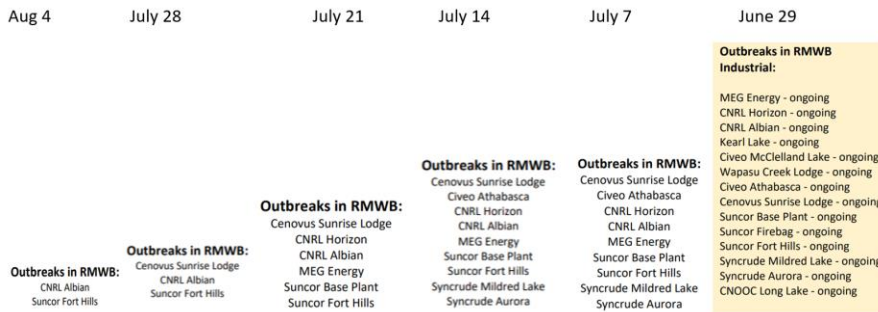 Aug 4
July 28
July 21
July 14
July 7
June 29
Outbreaks in RMWB:
CNRL Albian
Suncor Fort Hills
Outbreaks in RMWB:
Cenovus Sunrise Lodge
CNRL Albian
Suncor Fort Hills
Outbreaks in RMWB:
Cenovus Sunrise Lodge
CNRL Horizon
CNRL Albian
MEG Energy
Suncor Base Plant
Suncor Fort Hills
Outbreaks in RMWB:
Cenovus Sunrise Lodge
Civeo Athabasca
CNRL Horizon
CNRL Albian
MEG Energy
Suncor Base Plant
Suncor Fort Hills
Syncrude Mildred Lake
Syncrude Aurora
Outbreaks in RMWB:
Cenovus Sunrise Lodge
Civeo Athabasca
CNRL Horizon
CNRL Albian
MEG Energy
Suncor Base Plant
Suncor Fort Hills
Syncrude Mildred Lake
Syncrude Aurora
Outbreaks in RMWB
Industrial:
MEG Energy - ongoing
CNRL Horizon - ongoing
CNRL Albian - ongoing
Kearl Lake - ongoing
Civeo McClelland Lake - ongoing
Wapasu Creek Lodge - ongoing
Civeo Athabasca - ongoing
Cenovus Sunrise Lodge - ongoing
Suncor Base Plant - ongoing
Suncor Firebag - ongoing
Suncor Fort Hills - ongoing
Syncrude Mildred Lake - ongoing
Syncrude Aurora - ongoing
CNOOC Long Lake - ongoing